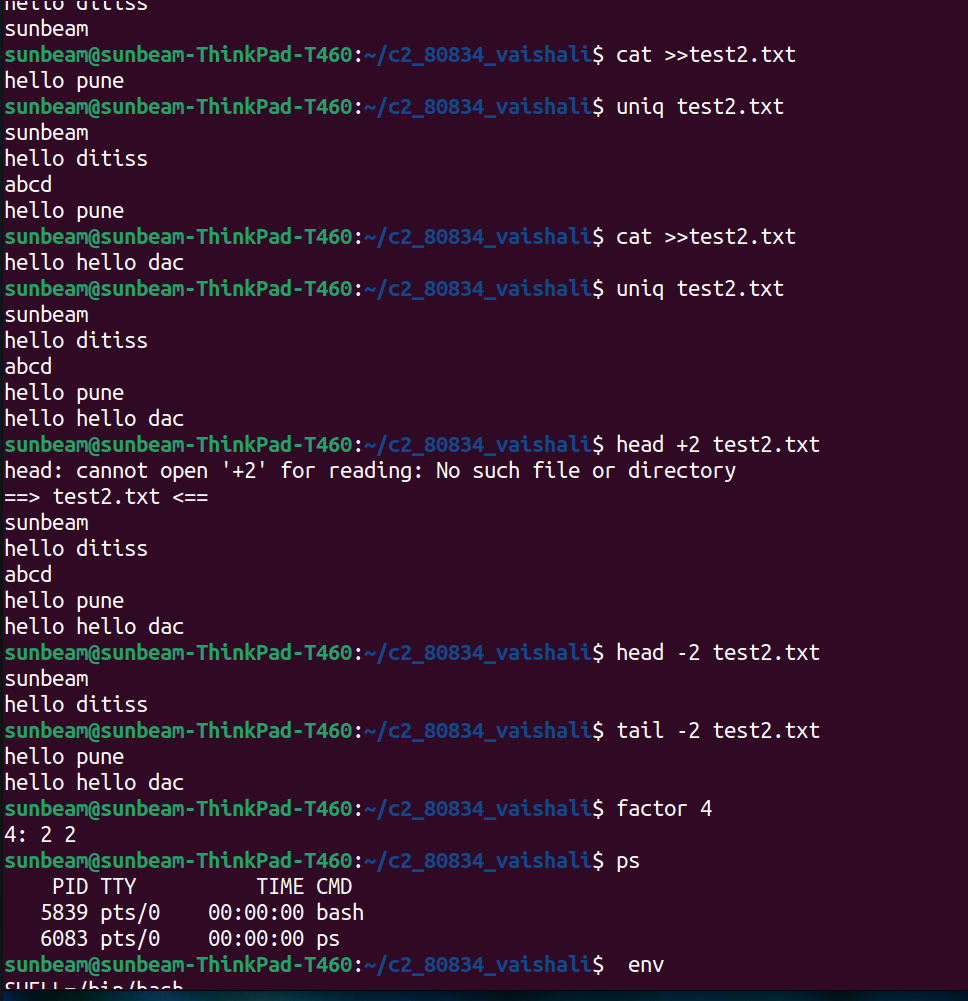 hello ditiss
sunbeam
sunbeam@sunbeam-ThinkPad-T460:~/c2_80834_vaishali$ cat >>test2.txt
hello pune
sunbeam@sunbeam-ThinkPad-T460:~/c2_80834_vaishali$ uniq test2.txt
sunbeam
hello ditiss
abcd
hello pune
sunbeam@sunbeam-ThinkPad-T460:~/c2_80834_vaishali$ cat >>test2.txt
hello hello dac
sunbeam@sunbeam-ThinkPad-T460:~/c2_80834_vaishali$ uniq test2.txt
sunbeam
hello ditiss
abcd
hello pune
hello hello dac
sunbeam@sunbeam-ThinkPad-T460:~/c2_80834_vaishali$ head +2 test2.txt
head: cannot open '+2' for reading: No such file or directory
==> test2.txt <==
sunbeam
hello ditiss
abcd
hello pune
hello hello dac
sunbeam@sunbeam-ThinkPad-T460:~/c2_80834_vaishali$ head -2 test2.txt
sunbeam
hello ditiss
sunbeam@sunbeam-ThinkPad-T460:~/c2_80834_vaishali$ tail -2 test2.txt
hello pune
hello hello dac
sunbeam@sunbeam-ThinkPad-T460:~/c2_80834_vaishali$ factor 4
4: 2 2
sunbeam@sunbeam-ThinkPad-T460:~/c2_80834_vaishali$ ps
    PID TTY          TIME CMD
   5839 pts/0    00:00:00 bash
   6083 pts/0    00:00:00 ps
sunbeam@sunbeam-ThinkPad-T460:~/c2_80834_vaishali$  env
SHELL=/bin/bash